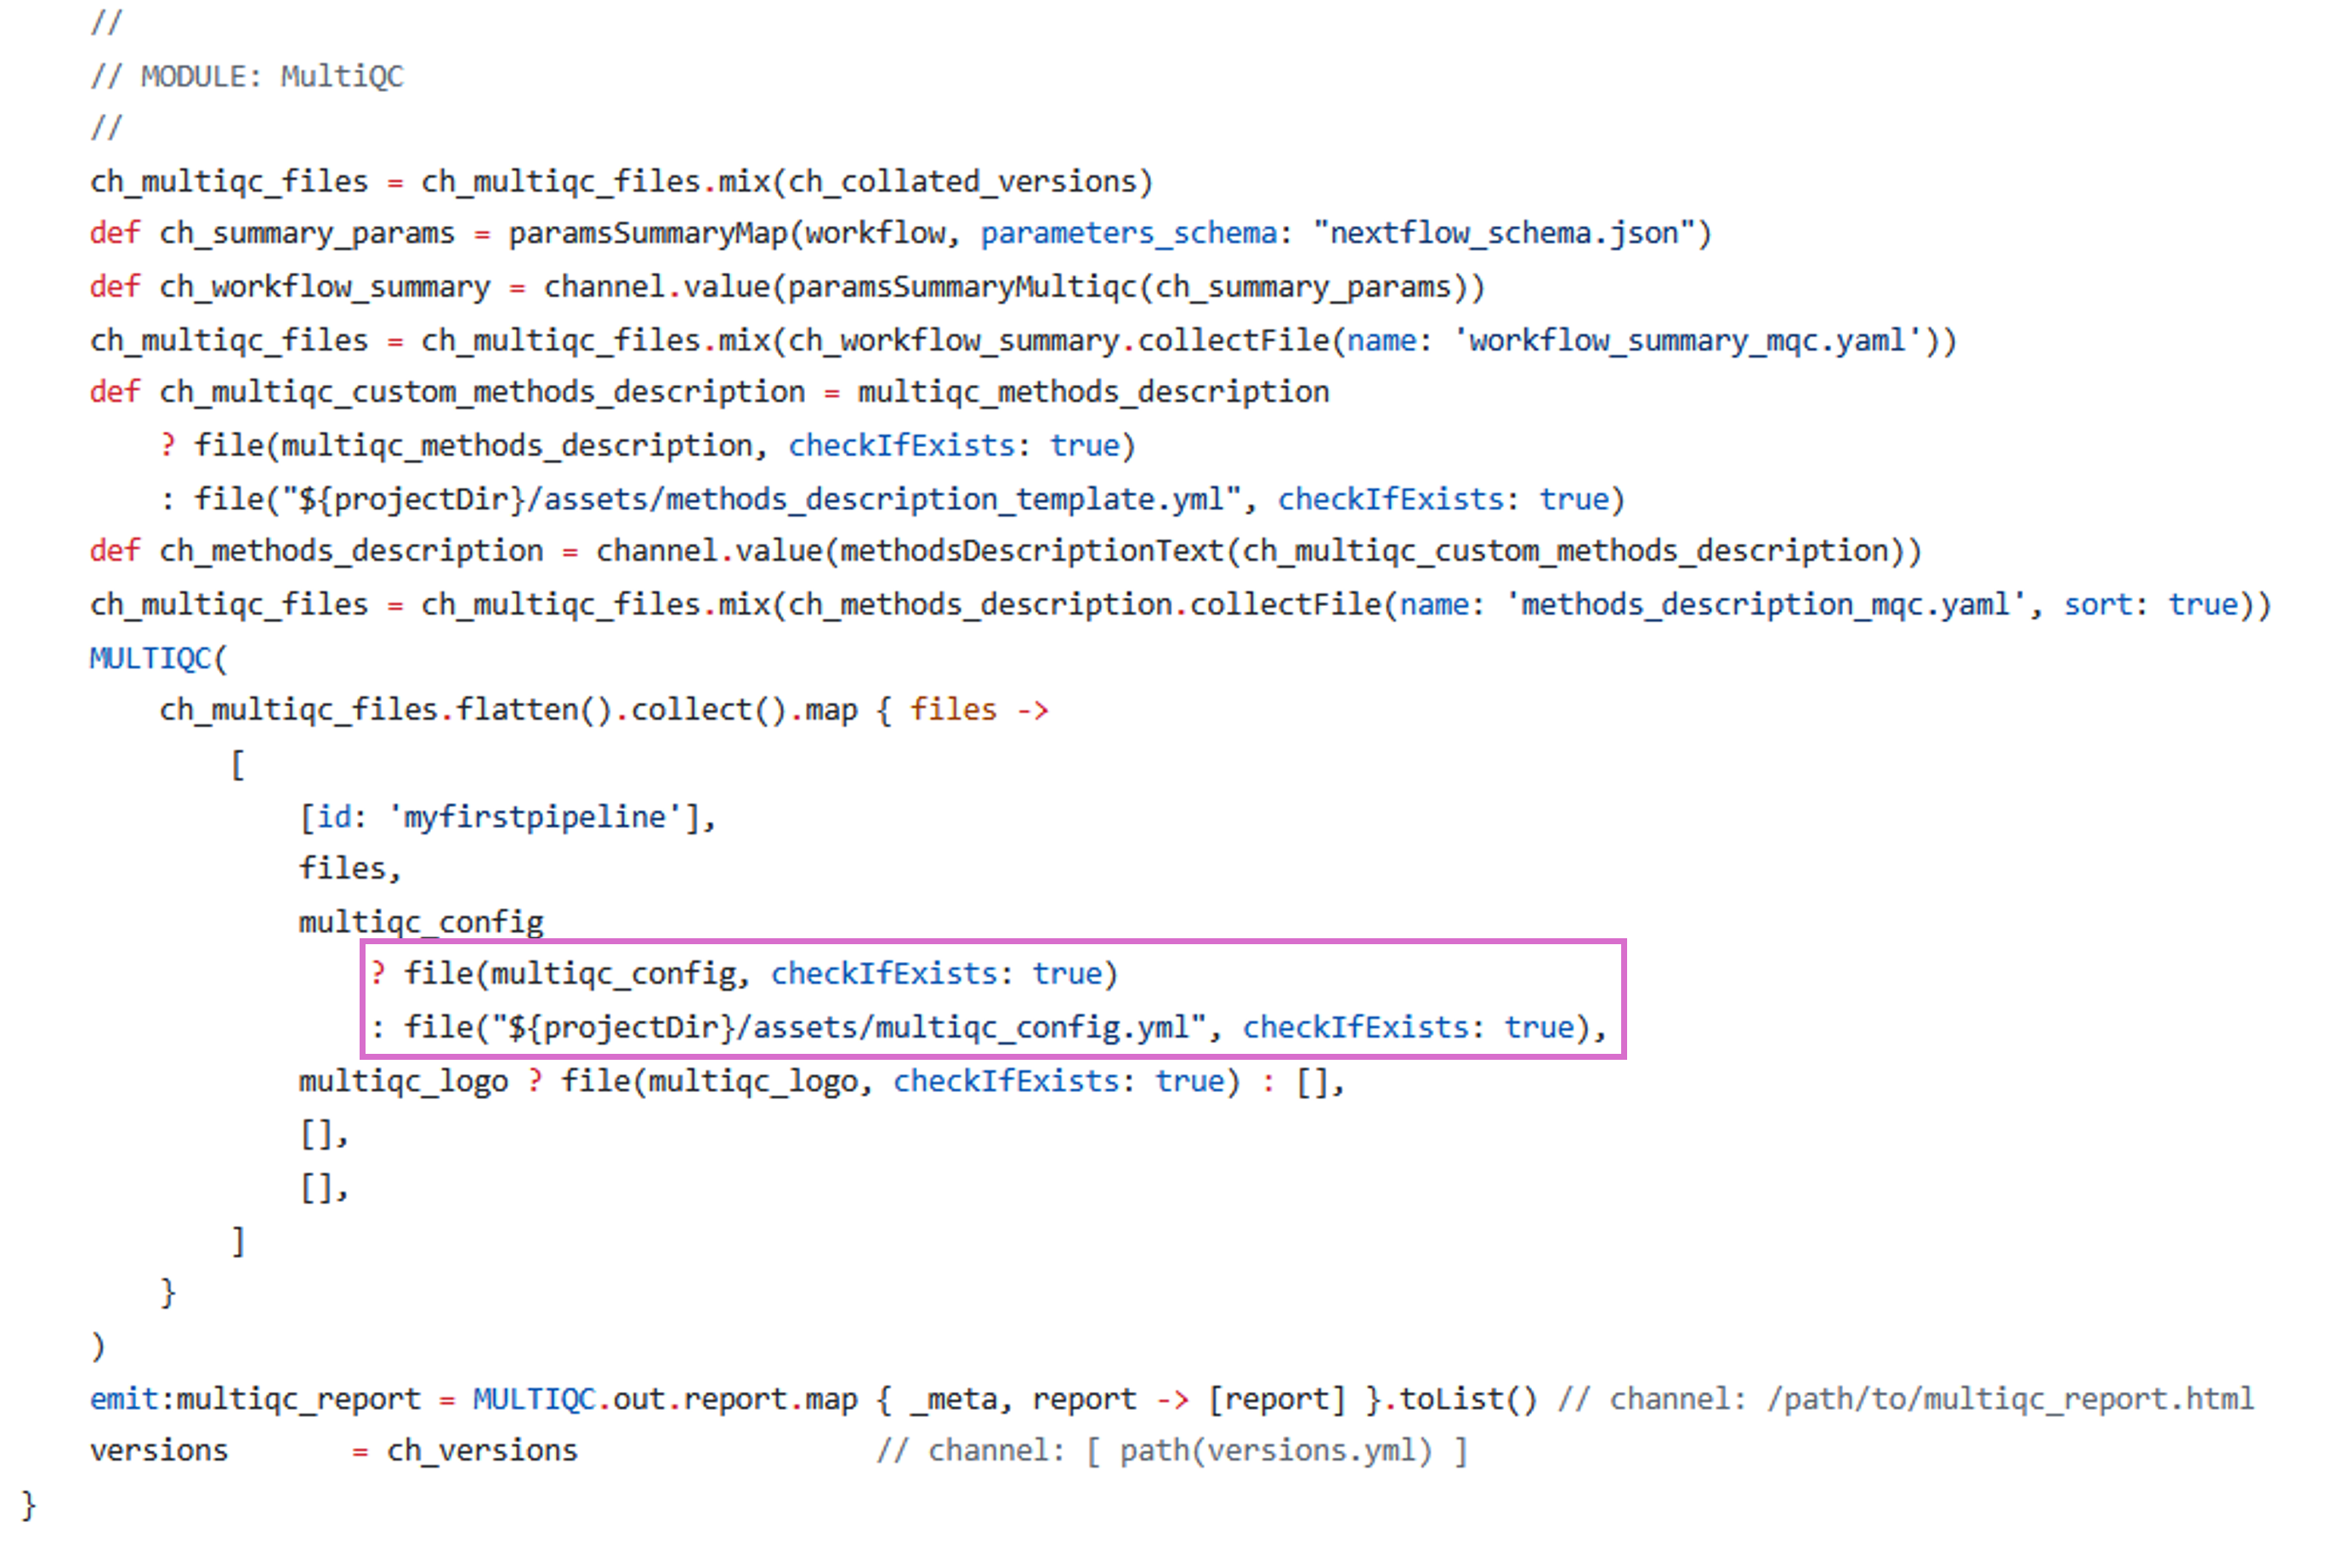 //
// MODULE: MultiQC
//
ch_multiqc_files = ch_multiqc_files.mix(ch_collated_versions)
def ch_summary_params = paramsSummaryMap(workflow, parameters_schema: "nextflow_schema.json")
def ch_workflow_summary = channel.value(paramsSummaryMultiqc(ch_summary_params))
ch_multiqc_files = ch_multiqc_files.mix(ch_workflow_summary.collectFile(name: 'workflow_summary_mqc.yaml'))
def ch_multiqc_custom_methods_description = multiqc_methods_description
    ? file(multiqc_methods_description, checkIfExists: true)
    : file("${projectDir}/assets/methods_description_template.yml", checkIfExists: true)
def ch_methods_description = channel.value(methodsDescriptionText(ch_multiqc_custom_methods_description))
ch_multiqc_files = ch_multiqc_files.mix(ch_methods_description.collectFile(name: 'methods_description_mqc.yaml', sort: true))
MULTIQC(
    ch_multiqc_files.flatten().collect().map { files ->
        [
            [id: 'myfirstpipeline'],
            files,
            multiqc_config
                ? file(multiqc_config, checkIfExists: true)
                : file("${projectDir}/assets/multiqc_config.yml", checkIfExists: true),
            multiqc_logo ? file(multiqc_logo, checkIfExists: true) : [],
            [],
            [],
        ]
    }
)
emit:multiqc_report = MULTIQC.out.report.map { _meta, report -> [report] }.toList() // channel: /path/to/multiqc_report.html
versions       = ch_versions                 // channel: [ path(versions.yml) ]
}